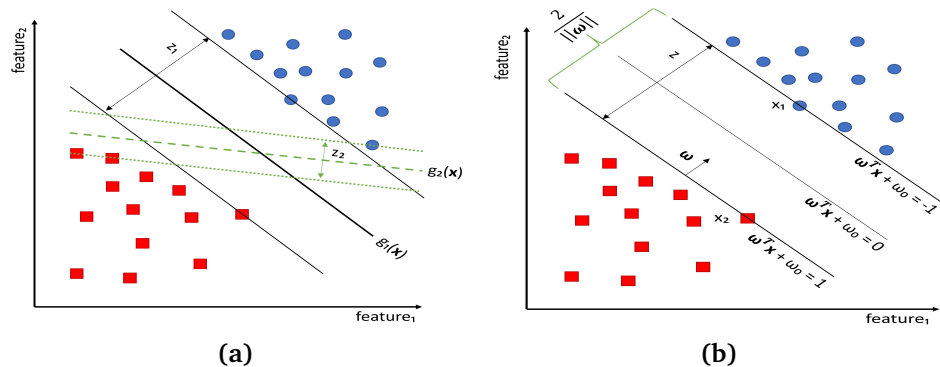 feature₂
z₁
z₂
g₂(x)
g₁(x)
feature₁
(a)
feature₂
2
||ω||
z
x₁
ω
x₂
ωᵀx + ω₀ = -1
ωᵀx + ω₀ = 0
ωᵀx + ω₀ = 1
feature₁
(b)